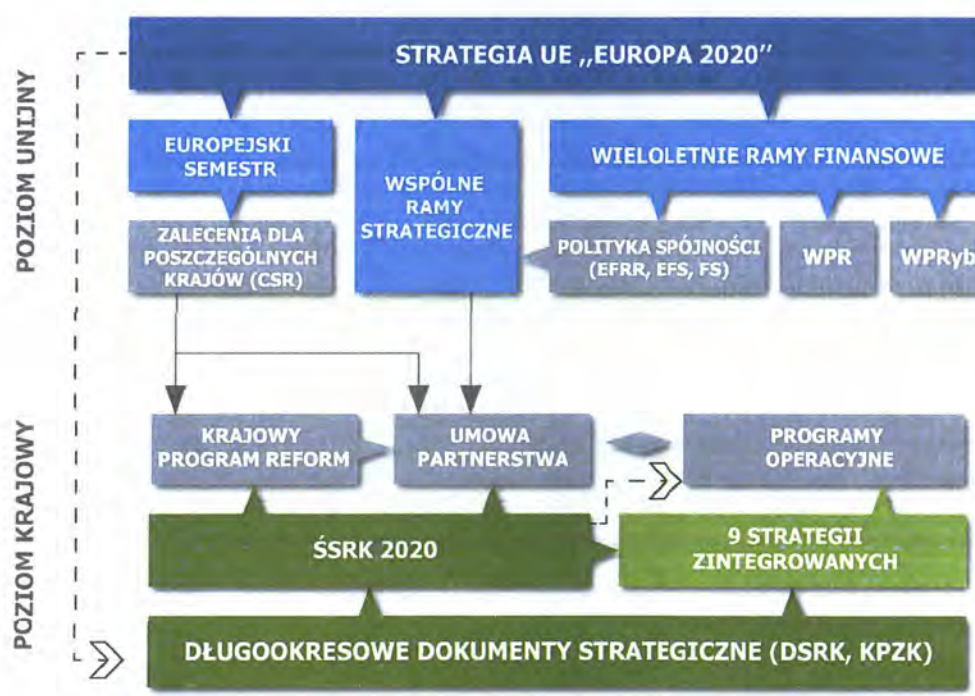 POZIOM UNIJNY
STRATEGIA UE „EUROPA 2020”
EUROPEJSKI
SEMESTR
WSPÓLNE
RAMY
STRATEGICZNE
WIELOLETNIE RAMY FINANSOWE
ZALECENIA DLA
POSZCZEGÓLNYCH
KRAJÓW (CSR)
POLITYKA SPÓJNOŚCI
(EFRR, EFS, FS)
WPR
WPRyb
POZIOM KRAJOWY
KRAJOWY
PROGRAM REFORM
UMOWA
PARTNERSTWA
PROGRAMY
OPERACYJNE
ŚSRK 2020
9 STRATEGII
ZINTEGROWANYCH
DŁUGOOKRESOWE DOKUMENTY STRATEGICZNE (DSRK, KPZK)